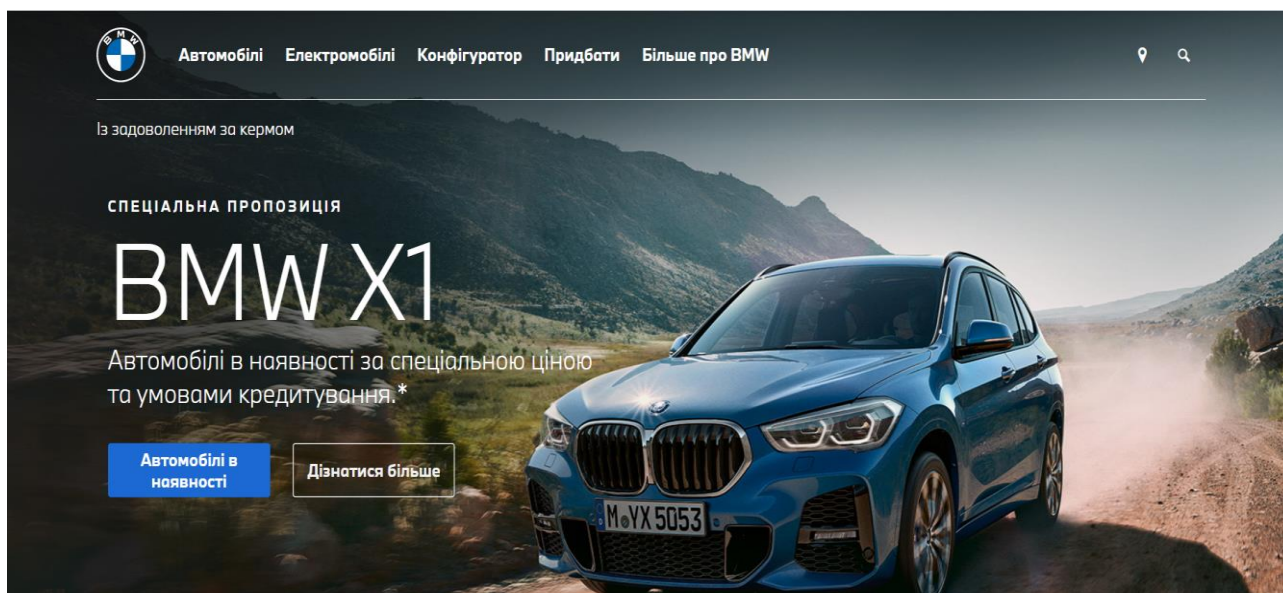 BMW
Автомобілі Електромобілі Конфігуратор Придбати Більше про BMW
Із задоволенням за кермом
СПЕЦІАЛЬНА ПРОПОЗИЦІЯ
BMW X1
Автомобілі в наявності за спеціальною ціною
та умовами кредитування.*
Автомобілі в
наявності
Дізнатися більше
M YX 5053